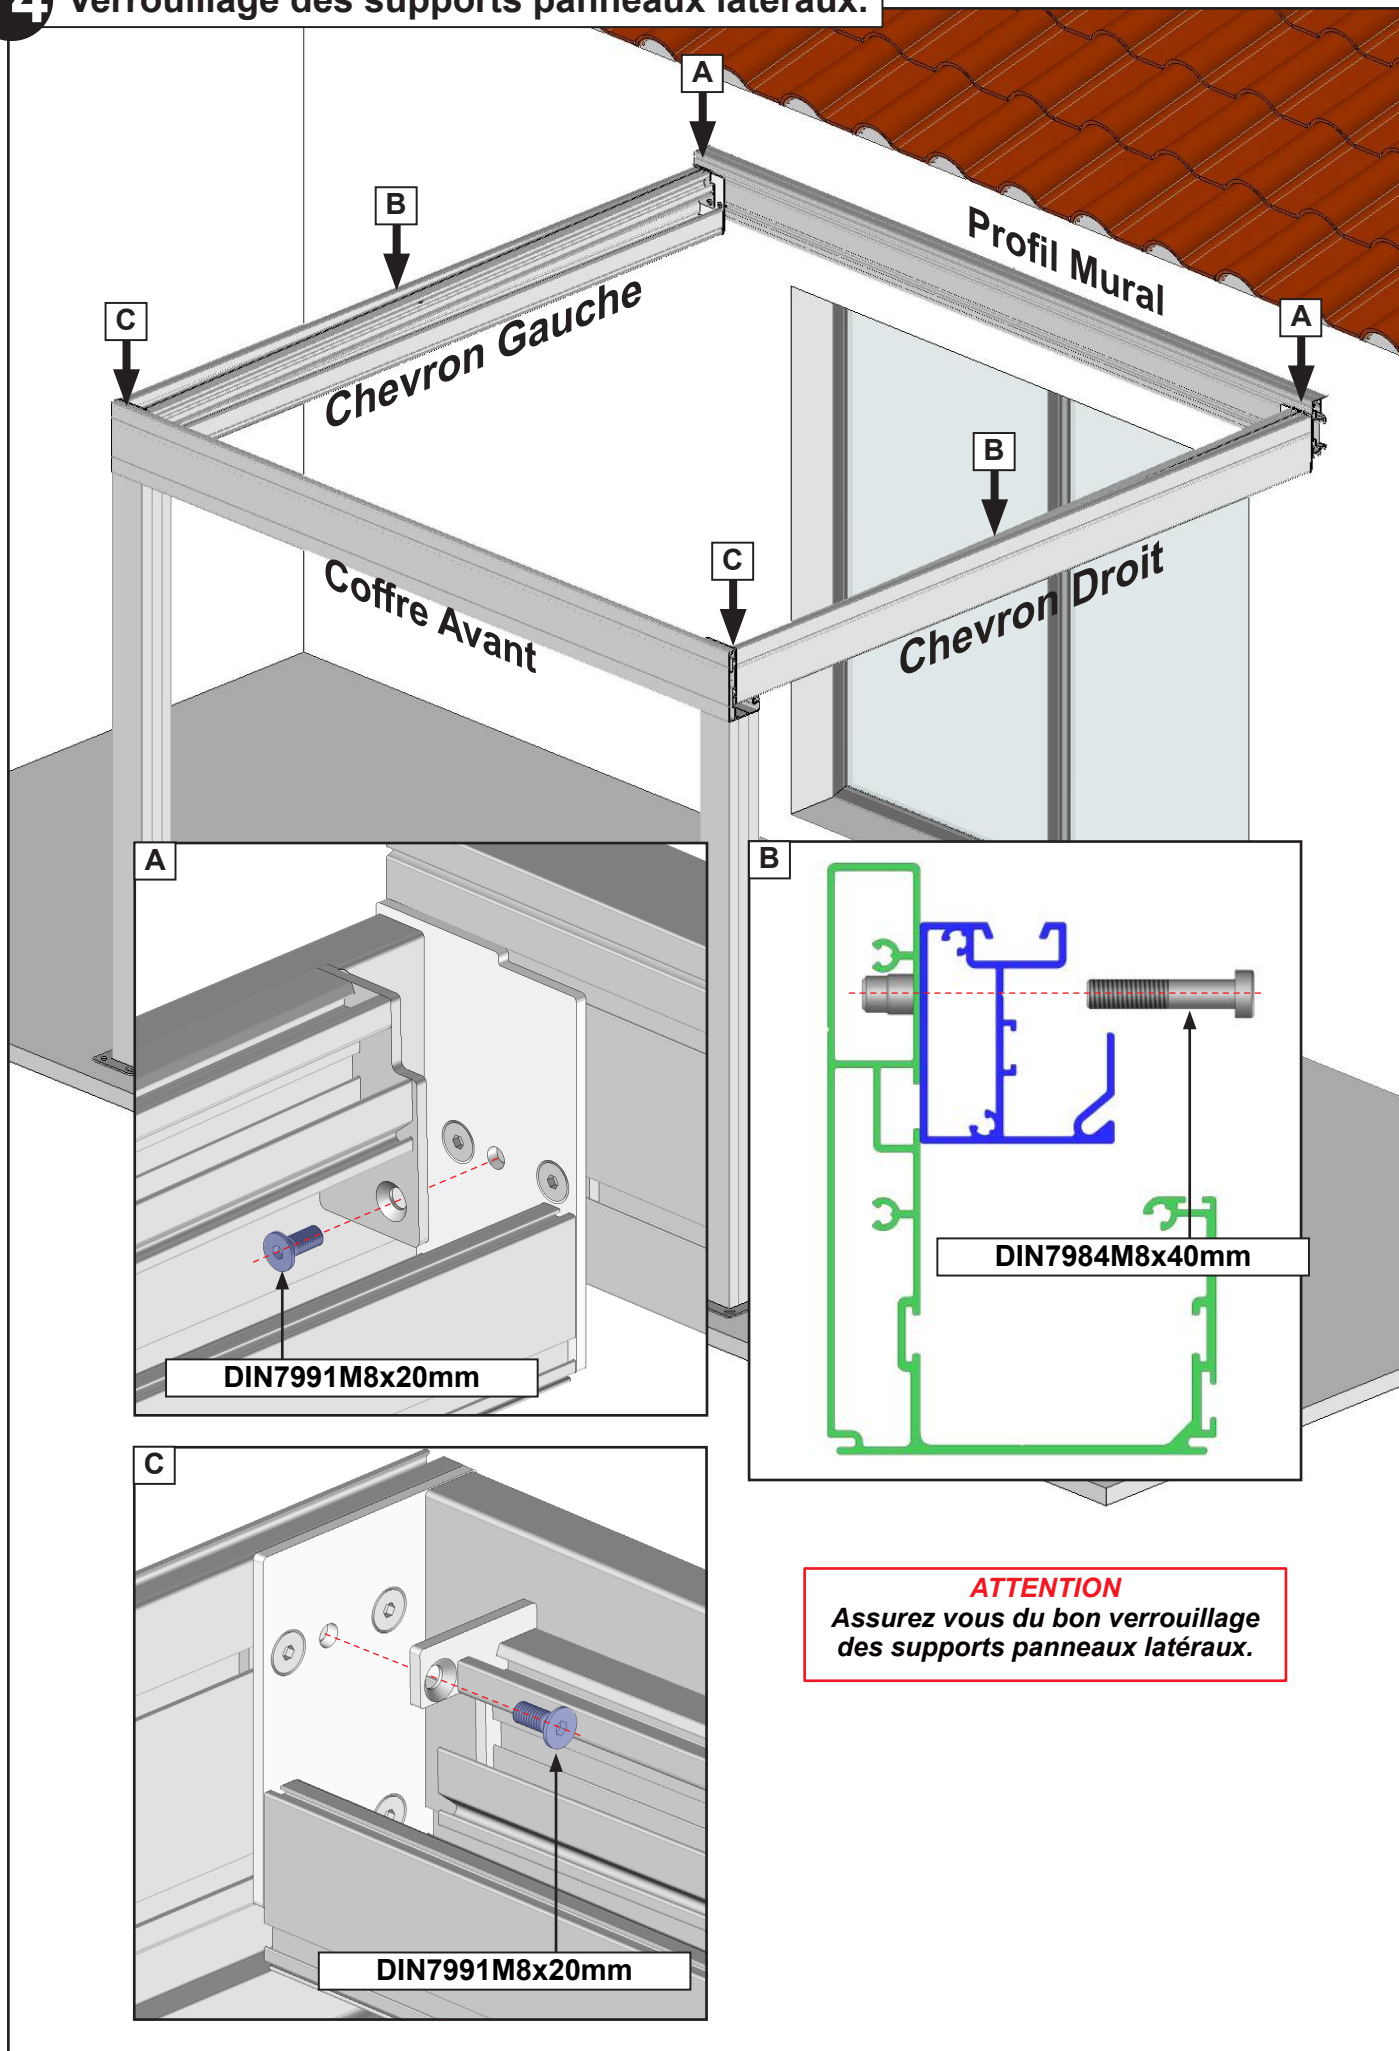 4 Verrouillage des supports panneaux latéraux.
A
B
Profil Mural
A
C
Chevron Gauche
B
C
Coffre Avant
Chevron Droit
A
DIN7991M8x20mm
B
DIN7984M8x40mm
C
DIN7991M8x20mm
ATTENTION
Assurez vous du bon verrouillage
des supports panneaux latéraux.